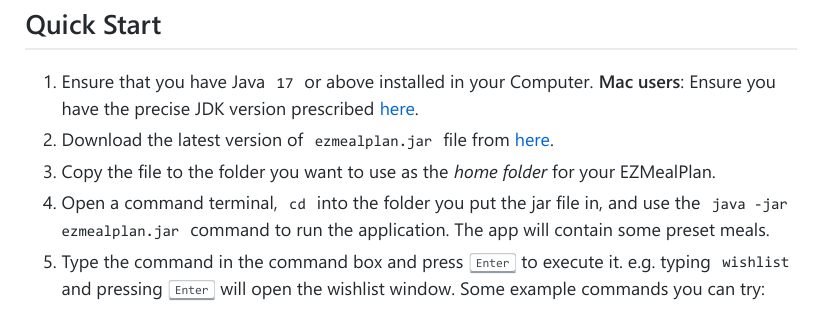 Quick Start
1. Ensure that you have Java 17 or above installed in your Computer. Mac users: Ensure you
have the precise JDK version prescribed here.
2. Download the latest version of ezmealplan.jar file from here.
3. Copy the file to the folder you want to use as the home folder for your EZMealPlan.
4. Open a command terminal, cd into the folder you put the jar file in, and use the java -jar
ezmealplan.jar command to run the application. The app will contain some preset meals.
5. Type the command in the command box and press Enter to execute it. e.g. typing wishlist
and pressing Enter will open the wishlist window. Some example commands you can try: